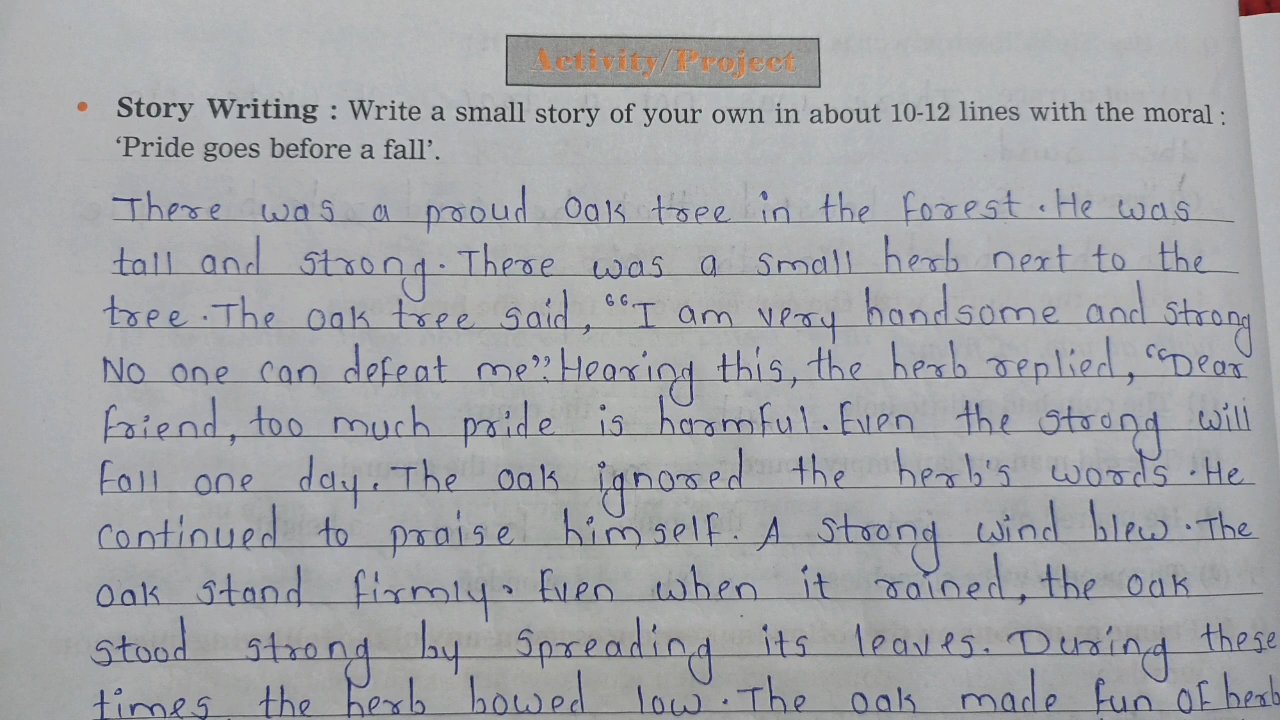 Activity/Project
• Story Writing : Write a small story of your own in about 10-12 lines with the moral :
‘Pride goes before a fall’.
There was a proud Oak tree in the forest. He was
tall and strong. There was a small herb next to the
tree. The oak tree said, “I am very handsome and strong
No one can defeat me”. Hearing this, the herb replied, “Dear
friend, too much pride is harmful. Even the strong will
fall one day. The oak ignored the herb's words. He
continued to praise himself. A strong wind blew. The
oak stand firmly. Even when it rained, the oak
stood strong by spreading its leaves. During these
times the herb bowed low. The oak made fun of herb